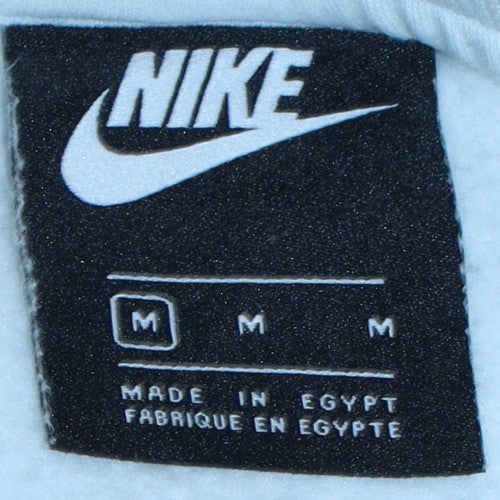 NIKE
M M M
MADE IN EGYPT
FABRIQUE EN EGYPTE